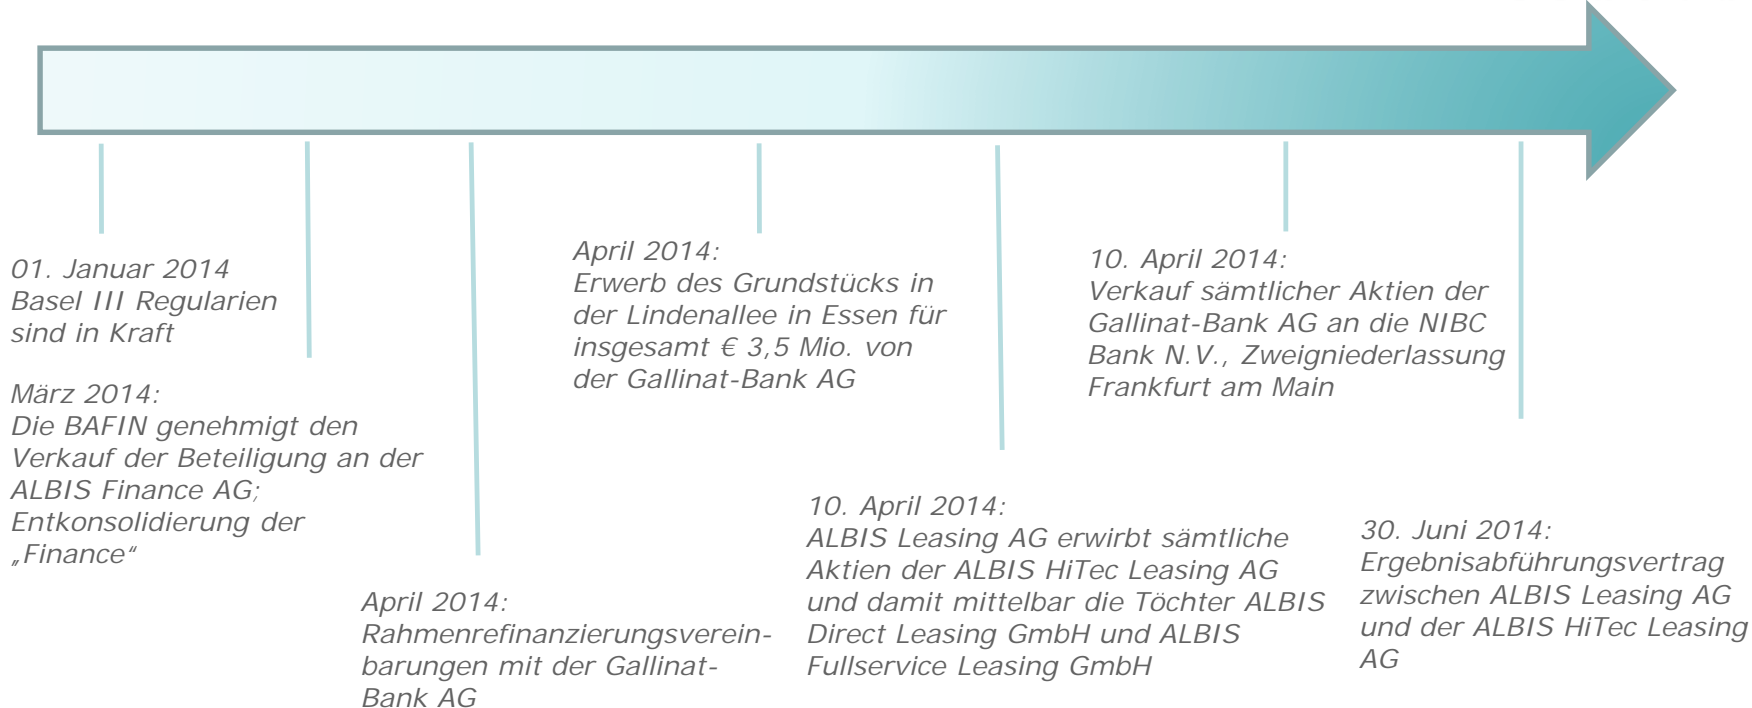 01. Januar 2014
Basel III Regularien
sind in Kraft
März 2014:
Die BAFIN genehmigt den
Verkauf der Beteiligung an der
ALBIS Finance AG;
Entkonsolidierung der
„Finance“
April 2014:
Rahmenrefinanzierungsverein-
barungen mit der Gallinat-
Bank AG
April 2014:
Erwerb des Grundstücks in
der Lindenallee in Essen für
insgesamt € 3,5 Mio. von
der Gallinat-Bank AG
10. April 2014:
ALBIS Leasing AG erwirbt sämtliche
Aktien der ALBIS HiTec Leasing AG
und damit mittelbar die Töchter ALBIS
Direct Leasing GmbH und ALBIS
Fullservice Leasing GmbH
10. April 2014:
Verkauf sämtlicher Aktien der
Gallinat-Bank AG an die NIBC
Bank N.V., Zweigniederlassung
Frankfurt am Main
30. Juni 2014:
Ergebnisabführungsvertrag
zwischen ALBIS Leasing AG
und der ALBIS HiTec Leasing
AG